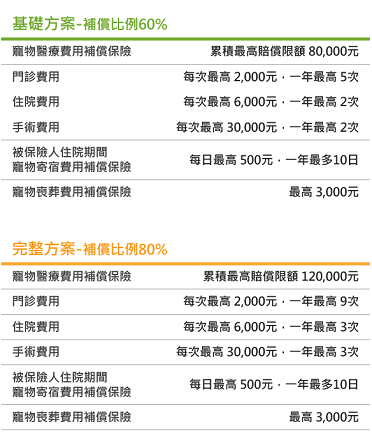 基礎方案-補償比例60%
寵物醫療費用補償保險 累積最高賠償限額 80,000元
門診費用 每次最高 2,000元，一年最高 5次
住院費用 每次最高 6,000元，一年最高 2次
手術費用 每次最高 30,000元，一年最高 2次
被保險人住院期間
寵物寄宿費用補償保險 每日最高 500元，一年最多10日
寵物喪葬費用補償保險 最高 3,000元
完整方案-補償比例80%
寵物醫療費用補償保險 累積最高賠償限額 120,000元
門診費用 每次最高 2,000元，一年最高 9次
住院費用 每次最高 6,000元，一年最高 3次
手術費用 每次最高 30,000元，一年最高 3次
被保險人住院期間
寵物寄宿費用補償保險 每日最高 500元，一年最多10日
寵物喪葬費用補償保險 最高 3,000元